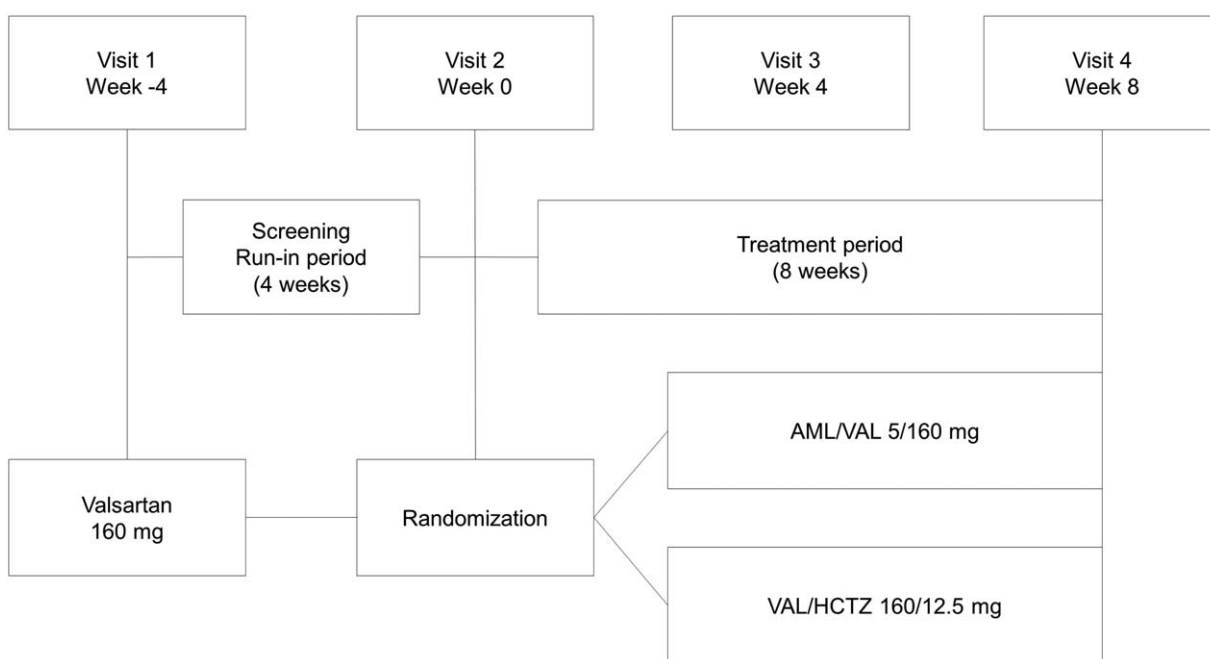 Visit 1
Week -4
Visit 2
Week 0
Visit 3
Week 4
Visit 4
Week 8
Screening
Run-in period
(4 weeks)
Treatment period
(8 weeks)
AML/VAL 5/160 mg
Valsartan
160 mg
Randomization
VAL/HCTZ 160/12.5 mg